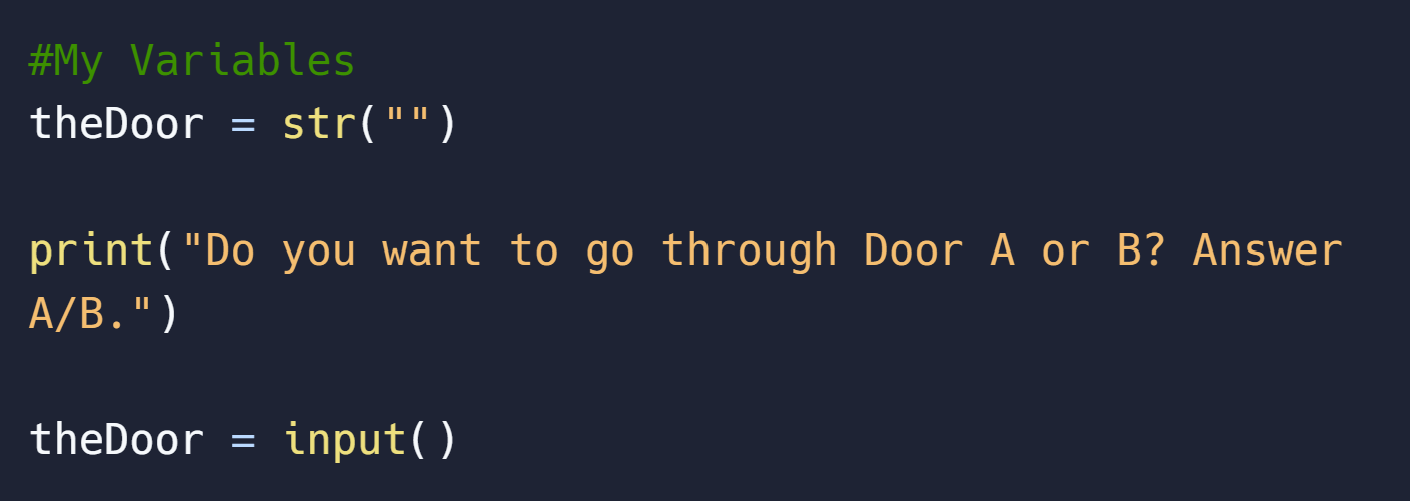 #My Variables
theDoor = str("")
print("Do you want to go through Door A or B? Answer
A/B.")
theDoor = input()